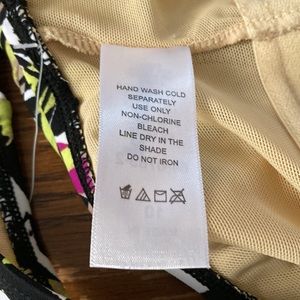 HAND WASH COLD
SEPARATELY
USE ONLY
NON-CHLORINE
BLEACH
LINE DRY IN THE
SHADE
DO NOT IRON